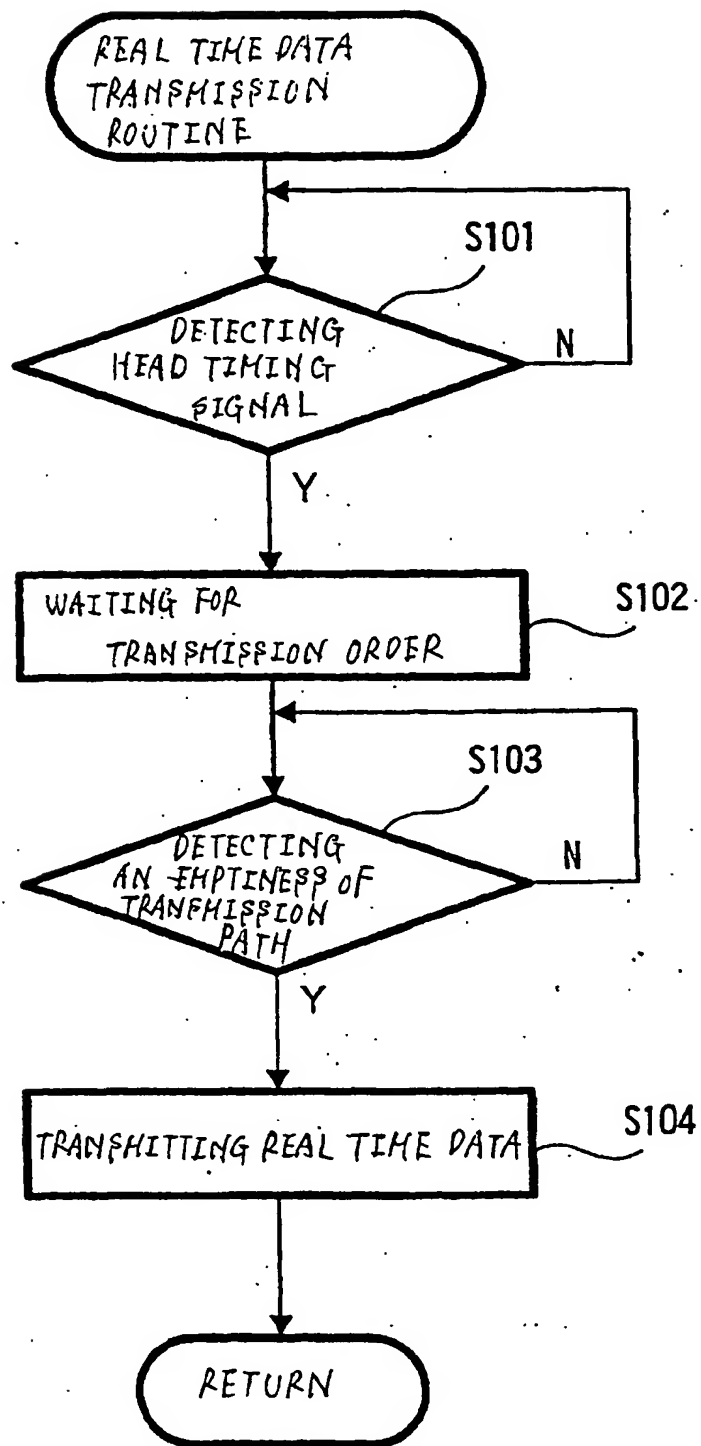 REAL TIME DATA
TRANSMISSION
ROUTINE
S101
DETECTING
HEAD TIMING
SIGNAL
N
Y
WAITING FOR
TRANSMISSION ORDER
S102
S103
DETECTING
AN EMPTINESS OF
TRANSMISSION
PATH
N
Y
TRANSMITTING REAL TIME DATA
S104
RETURN